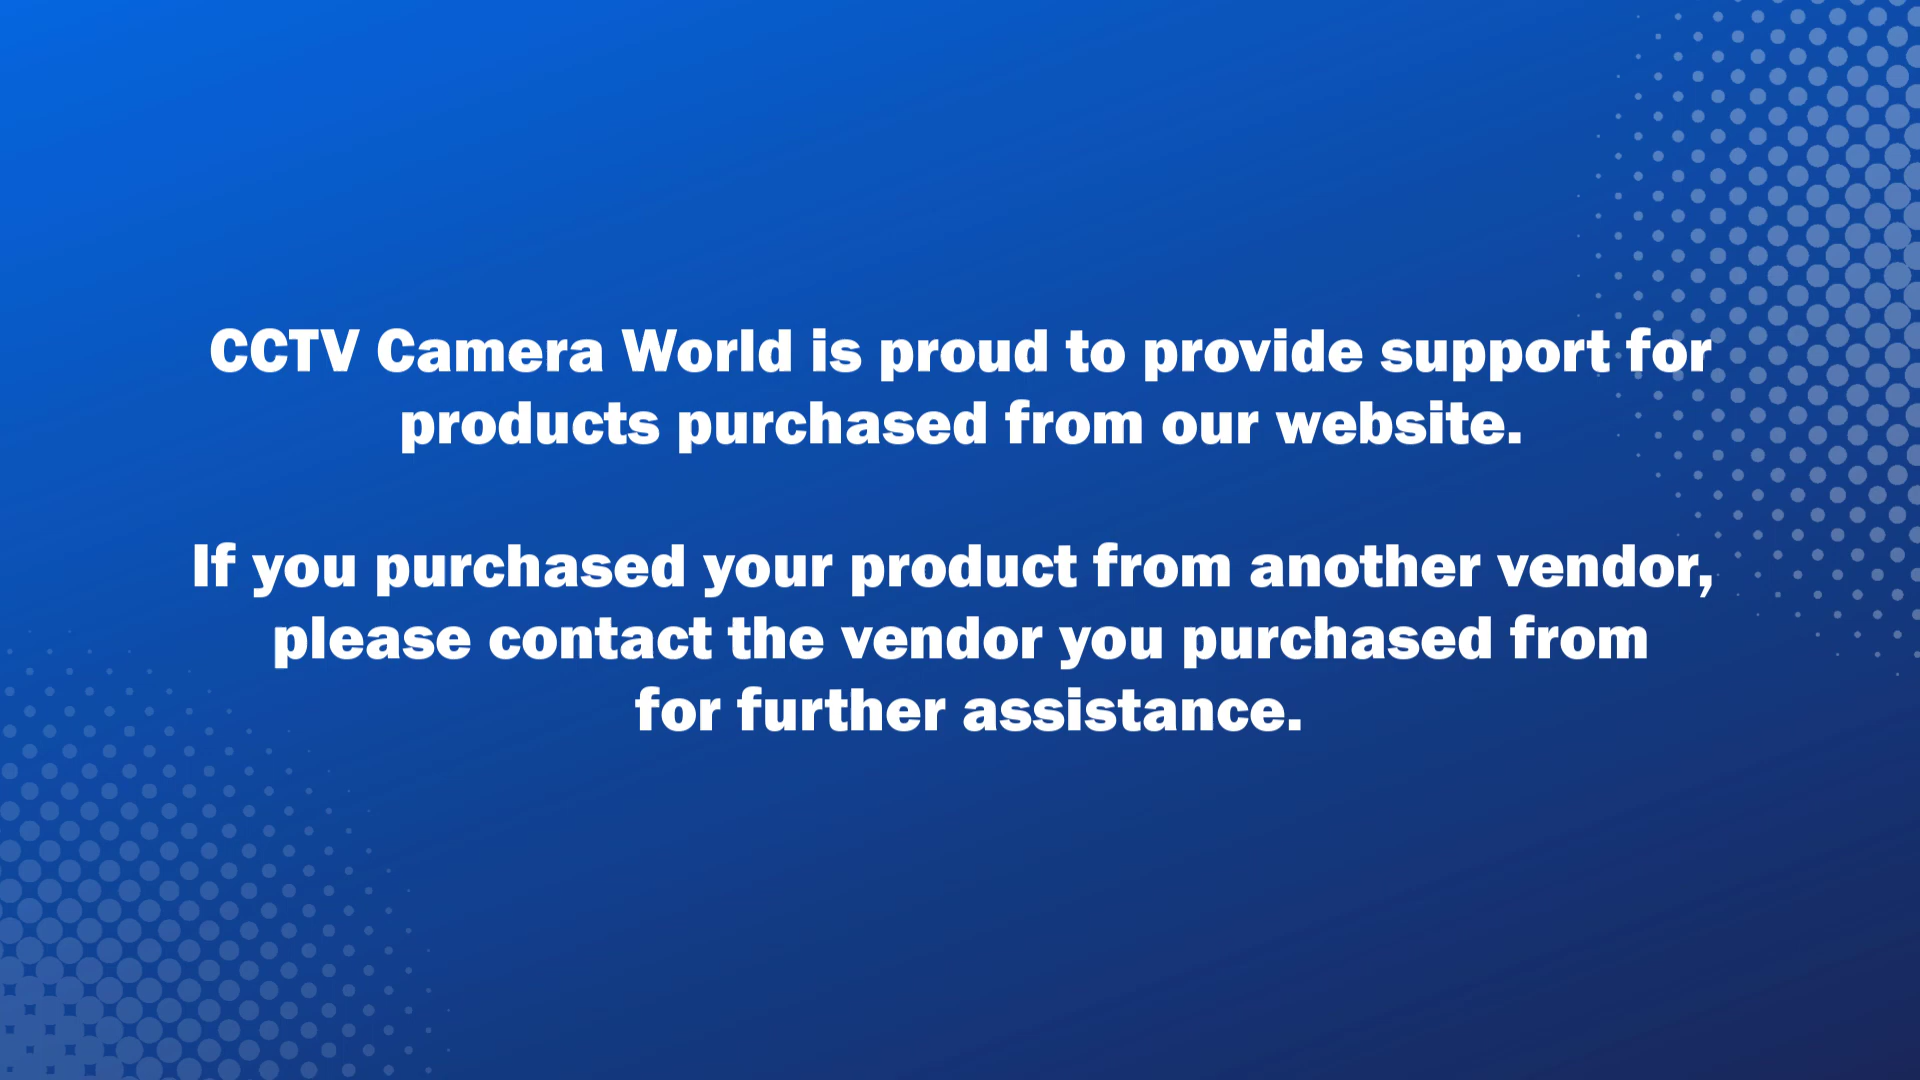 CCTV Camera World is proud to provide support for
products purchased from our website.
If you purchased your product from another vendor,
please contact the vendor you purchased from
for further assistance.